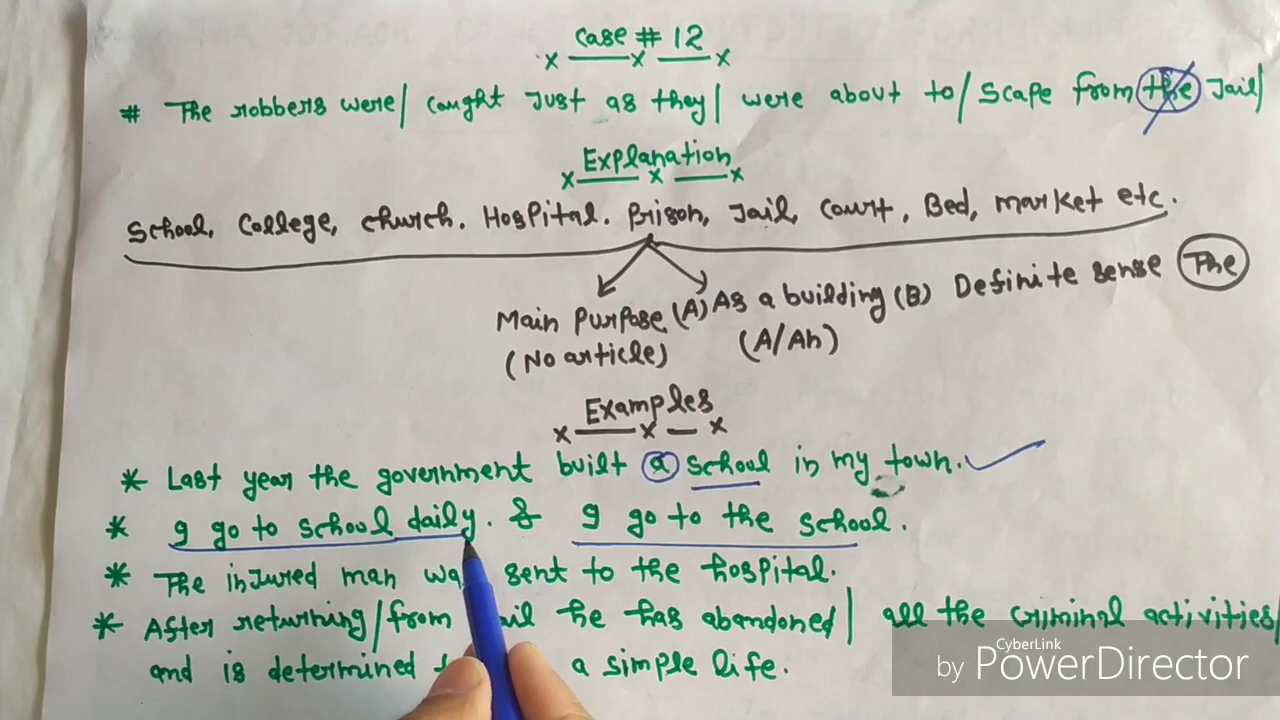 Case # 12
# The robbers were/ caught Just as they/ were about to/ Scape from the Jail/
Explanation
School, College, church. Hospital. Prison, Jail, Court, Bed, market etc.
Main Purpose (A) As a building (B) Definite sense The
(No article) (A/An)
Examples
* Last year the government built a school in my town.
* I go to school daily. & I go to the school.
* The injured man was sent to the hospital.
* After returning/from jail he has abandoned/ all the criminal activities/
and is determined a simple life.
CyberLink
by PowerDirector